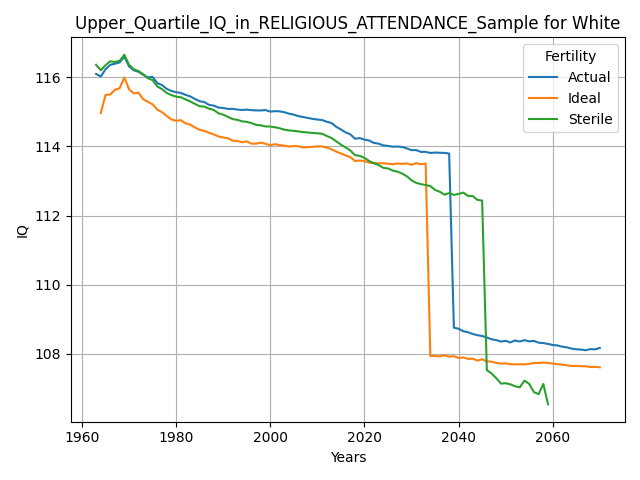 Upper_Quartile_IQ_in_RELIGIOUS_ATTENDANCE_Sample for White
Fertility
Actual
Ideal
Sterile
IQ
116
114
112
110
108
1960
1980
2000
2020
2040
2060
Years